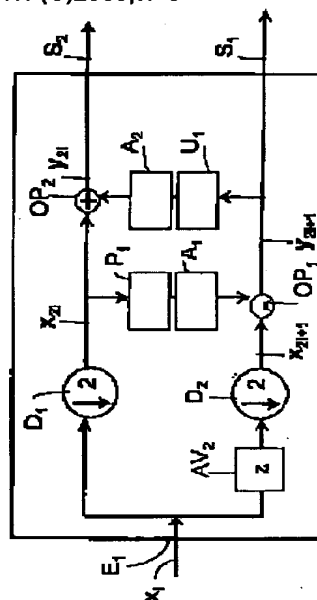 S₂
S₁
A₂
U₁
y₂ₗ
OP₂
+
P₁
A₁
y₂ₗ₊₁
OP₁
-
x₂ₗ
x₂ₗ₊₁
D₁
2
D₂
2
AV₂
z
E₁
x₁